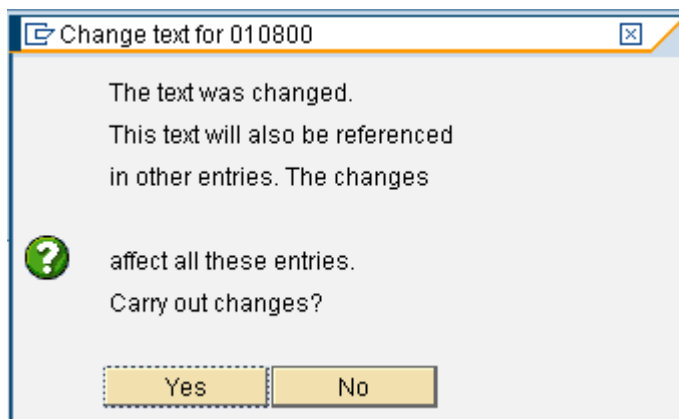 Change text for 010800
The text was changed.
This text will also be referenced
in other entries. The changes
affect all these entries.
Carry out changes?
Yes No